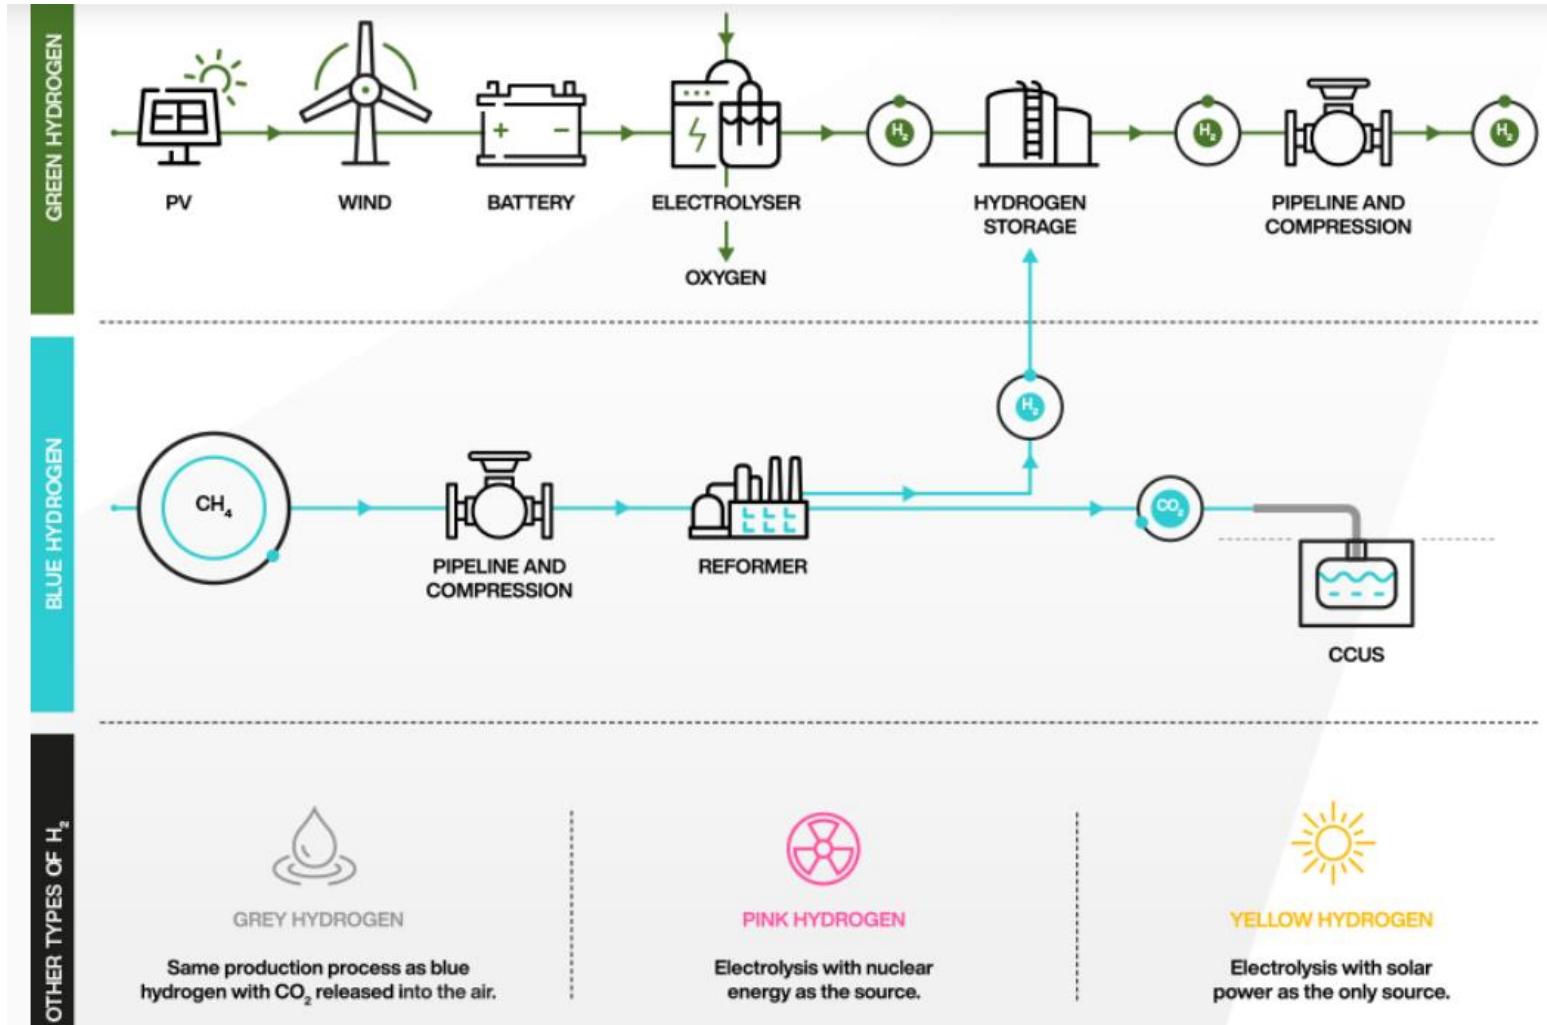 GREEN HYDROGEN
PV
WIND
+ −
BATTERY
ELECTROLYSER
OXYGEN
H₂
HYDROGEN
STORAGE
H₂
PIPELINE AND
COMPRESSION
H₂
BLUE HYDROGEN
CH₄
PIPELINE AND
COMPRESSION
REFORMER
H₂
CO₂
CCUS
OTHER TYPES OF H₂
GREY HYDROGEN
Same production process as blue
hydrogen with CO₂ released into the air.
PINK HYDROGEN
Electrolysis with nuclear
energy as the source.
YELLOW HYDROGEN
Electrolysis with solar
power as the only source.